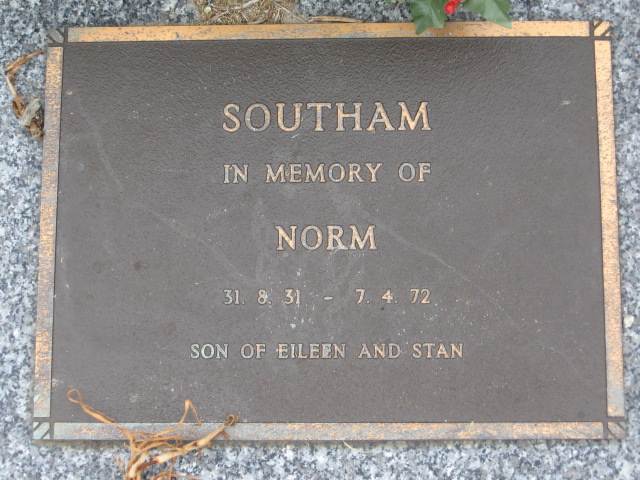 SOUTHAM
IN MEMORY OF
NORM
31. 8. 31 - 7. 4. 72
SON OF EILEEN AND STAN